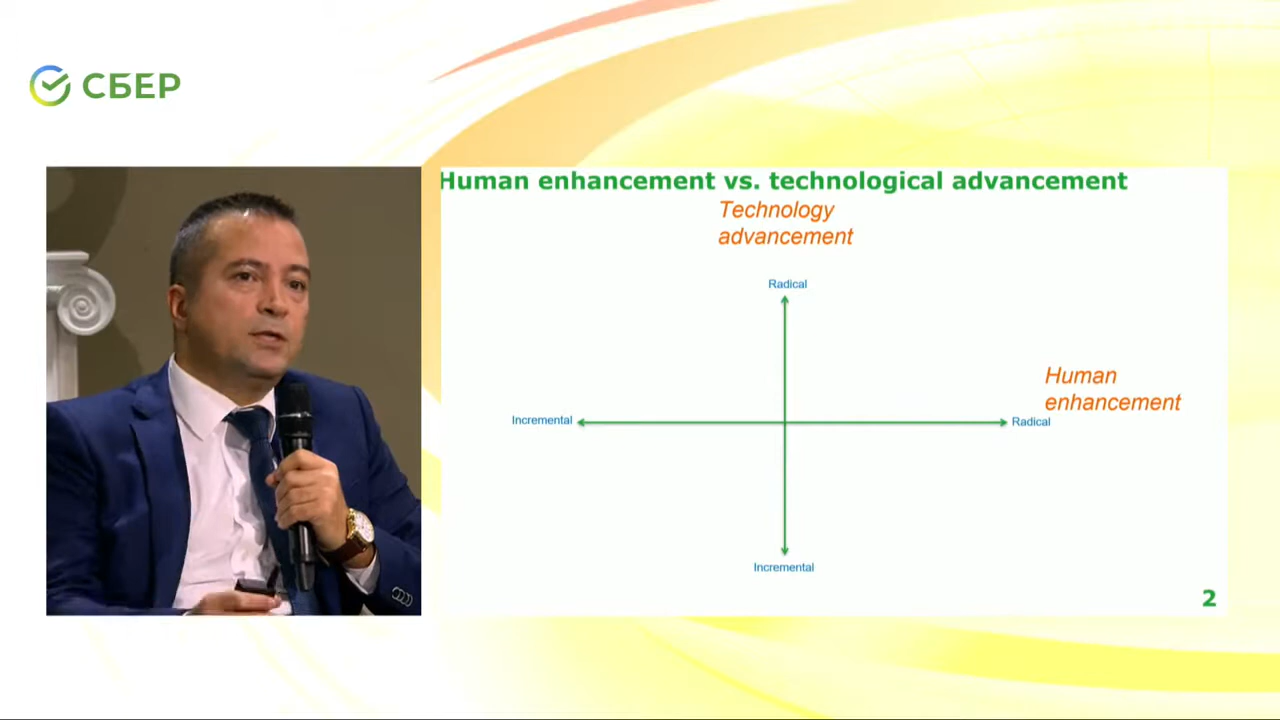 СБЕР
Human enhancement vs. technological advancement
Technology
advancement
Radical
Human
enhancement
Incremental
Radical
Incremental
2